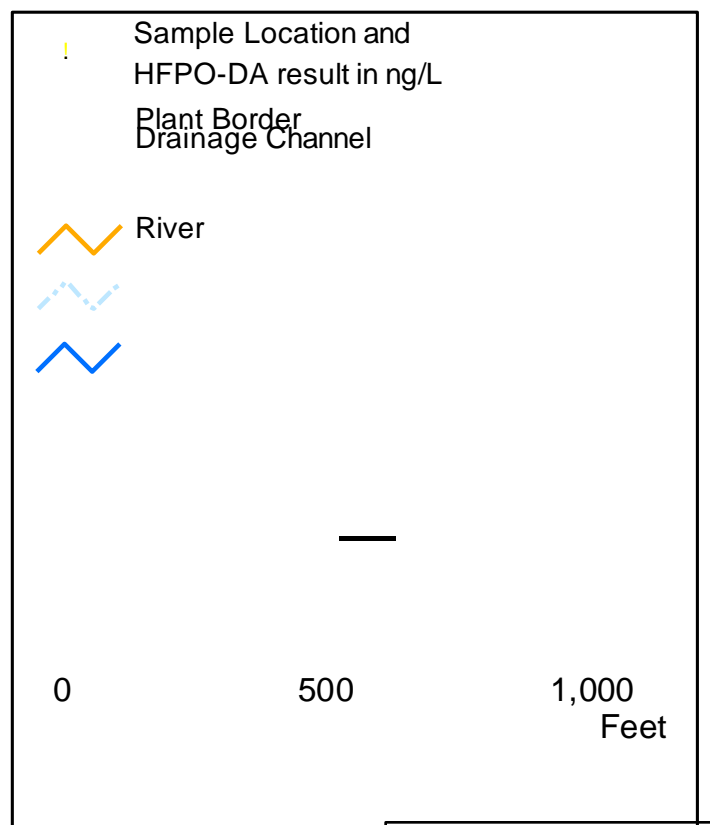 Sample Location and
HFPO-DA result in ng/L
Plant Border
Drainage Channel
River
0 500 1,000
Feet